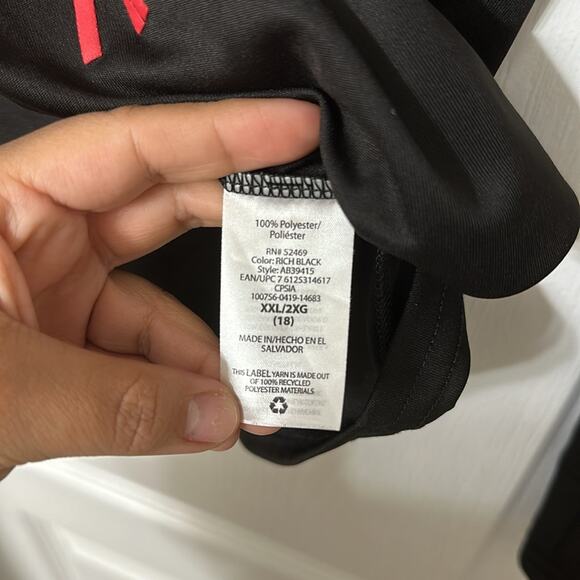 100% Polyester/
Poliéster
RN# 52469
Color: RICH BLACK
Style: AB39415
EAN/UPC 7 6125314617
CPSIA
100756-0419-14683
XXL/2XG
(18)
MADE IN/HECHO EN EL
SALVADOR
THIS LABEL YARN IS MADE OUT
OF 100% RECYCLED
POLYESTER MATERIALS